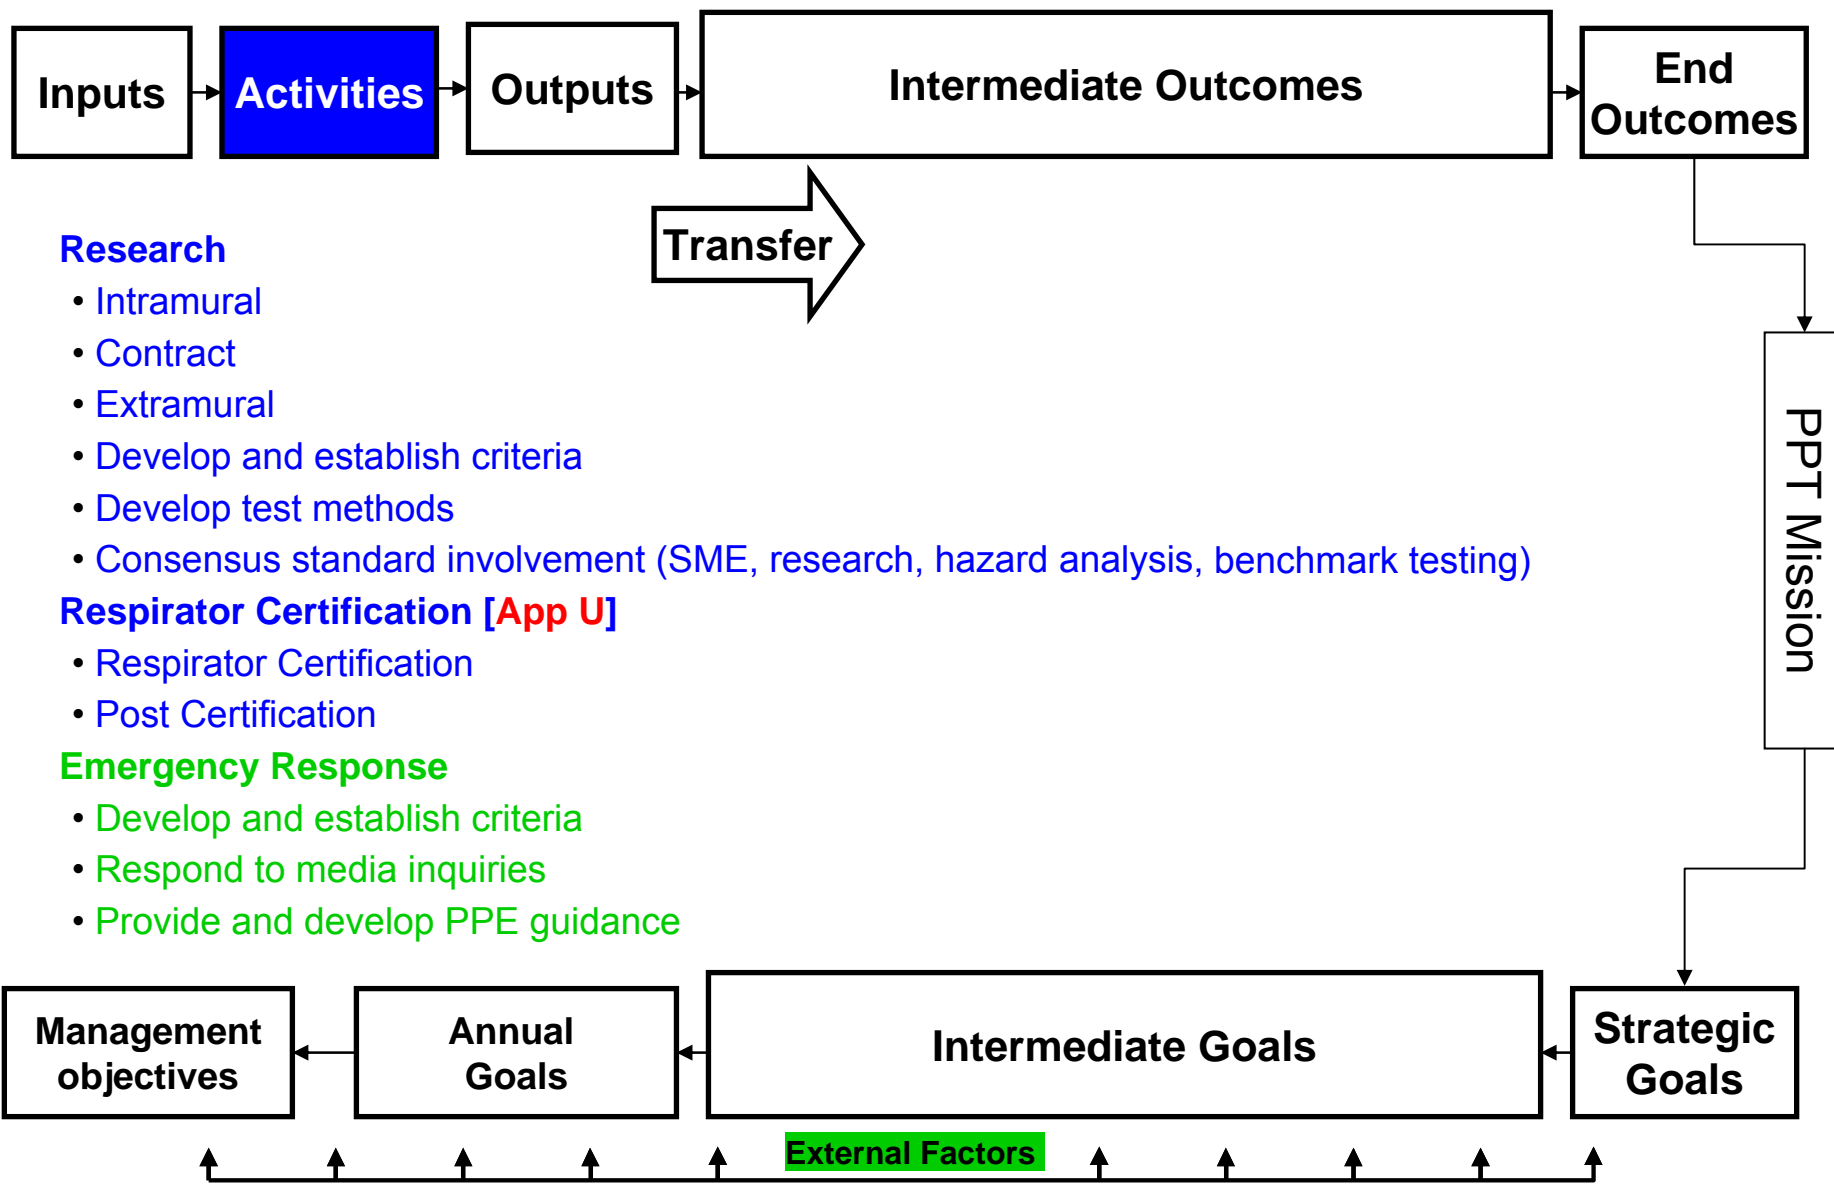 Inputs
Activities
Outputs
Intermediate Outcomes
End
Outcomes
Transfer
Research
• Intramural
• Contract
• Extramural
• Develop and establish criteria
• Develop test methods
• Consensus standard involvement (SME, research, hazard analysis, benchmark testing)
Respirator Certification [App U]
• Respirator Certification
• Post Certification
Emergency Response
• Develop and establish criteria
• Respond to media inquiries
• Provide and develop PPE guidance
PPT Mission
Management
objectives
Annual
Goals
Intermediate Goals
Strategic
Goals
External Factors